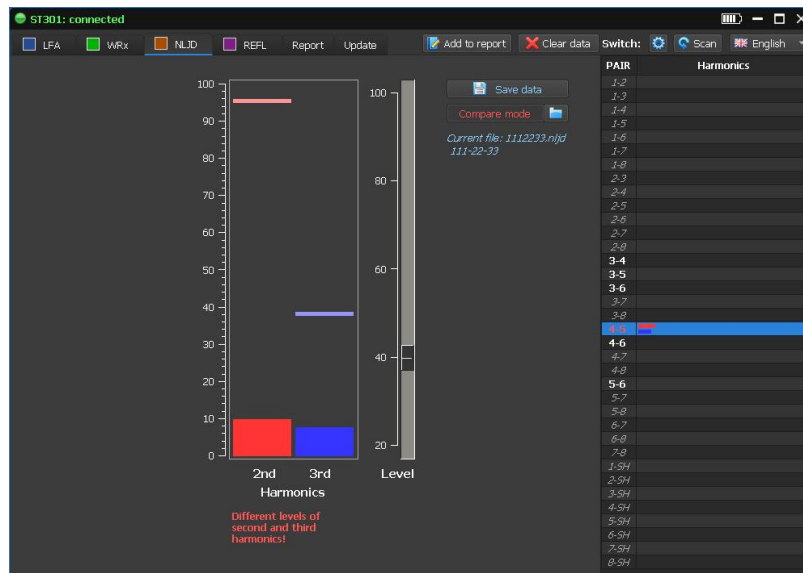 ST301: connected
LFA WRx NLJD REFL Report Update Add to report Clear data Switch: Scan English
PAIR Harmonics
100
90
80
70
60
50
40
30
20
10
0
2nd 3rd
Harmonics
Different levels of
second and third
harmonics!
100
80
60
40
20
Level
Save data
Compare mode
Current file: 1112233.nljd
111-22-33
1-2
1-3
1-4
1-5
1-6
1-7
1-8
2-3
2-4
2-5
2-6
2-7
2-8
3-4
3-5
3-6
3-7
3-8
4-5
4-6
4-7
4-8
5-6
5-7
5-8
6-7
6-8
7-8
1-SH
2-SH
3-SH
4-SH
5-SH
6-SH
7-SH
8-SH